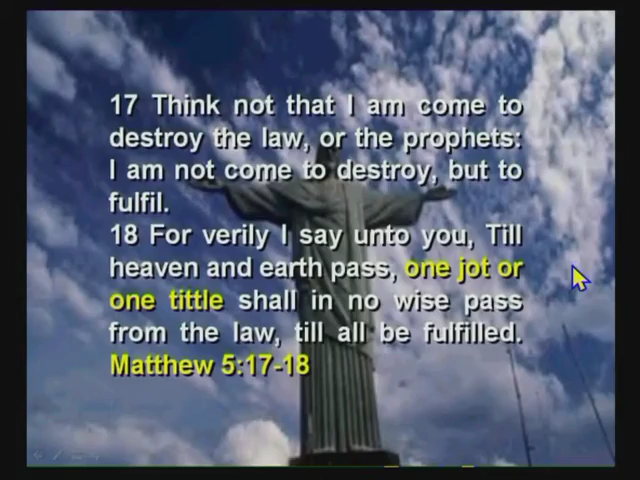 17 Think not that I am come to
destroy the law, or the prophets:
I am not come to destroy, but to
fulfil.
18 For verily I say unto you, Till
heaven and earth pass, one jot or
one tittle shall in no wise pass
from the law, till all be fulfilled.
Matthew 5:17-18